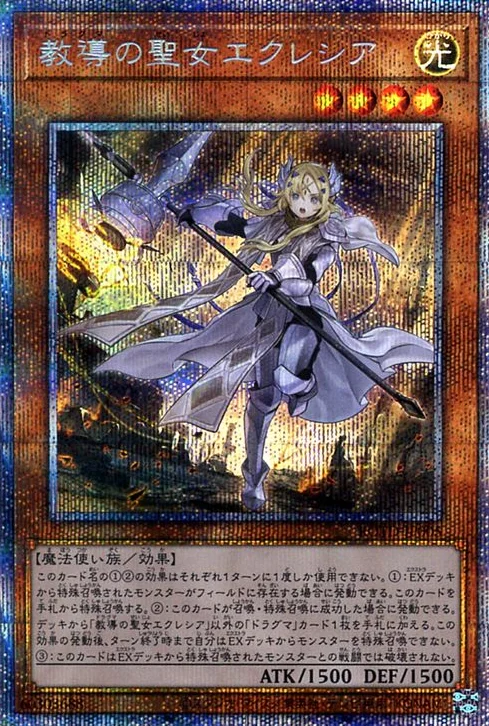 教導の聖女エクレシア
光
【魔法使い族／効果】
このカード名の①②の効果はそれぞれ1ターンに1度しか使用できない。①：EXデッキ
から特殊召喚されたモンスターがフィールドに存在する場合に発動できる。このカードを
手札から特殊召喚する。②：このカードが召喚・特殊召喚に成功した場合に発動できる。
デッキから「教導の聖女エクレシア」以外の「ドラグマ」カード1枚を手札に加える。この
効果の発動後、ターン終了時まで自分はEXデッキからモンスターを特殊召喚できない。
③：このカードはEXデッキから特殊召喚されたモンスターとの戦闘では破壊されない。
ATK/1500 DEF/1500